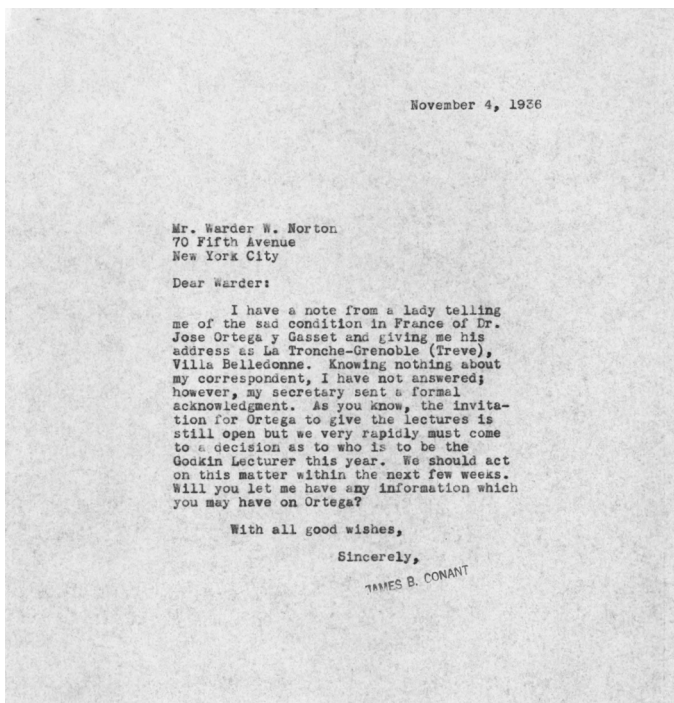 November 4, 1936
Mr. Warder W. Norton
70 Fifth Avenue
New York City
Dear Warder:
I have a note from a lady telling
me of the sad condition in France of Dr.
Jose Ortega y Gasset and giving me his
address as La Tronche-Grenoble (Treve),
Villa Belledonne. Knowing nothing about
my correspondent, I have not answered;
however, my secretary sent a formal
acknowledgment. As you know, the invita-
tion for Ortega to give the lectures is
still open but we very rapidly must come
to a decision as to who is to be the
Godkin Lecturer this year. We should act
on this matter within the next few weeks.
Will you let me have any information which
you may have on Ortega?
With all good wishes,
Sincerely,
JAMES B. CONANT